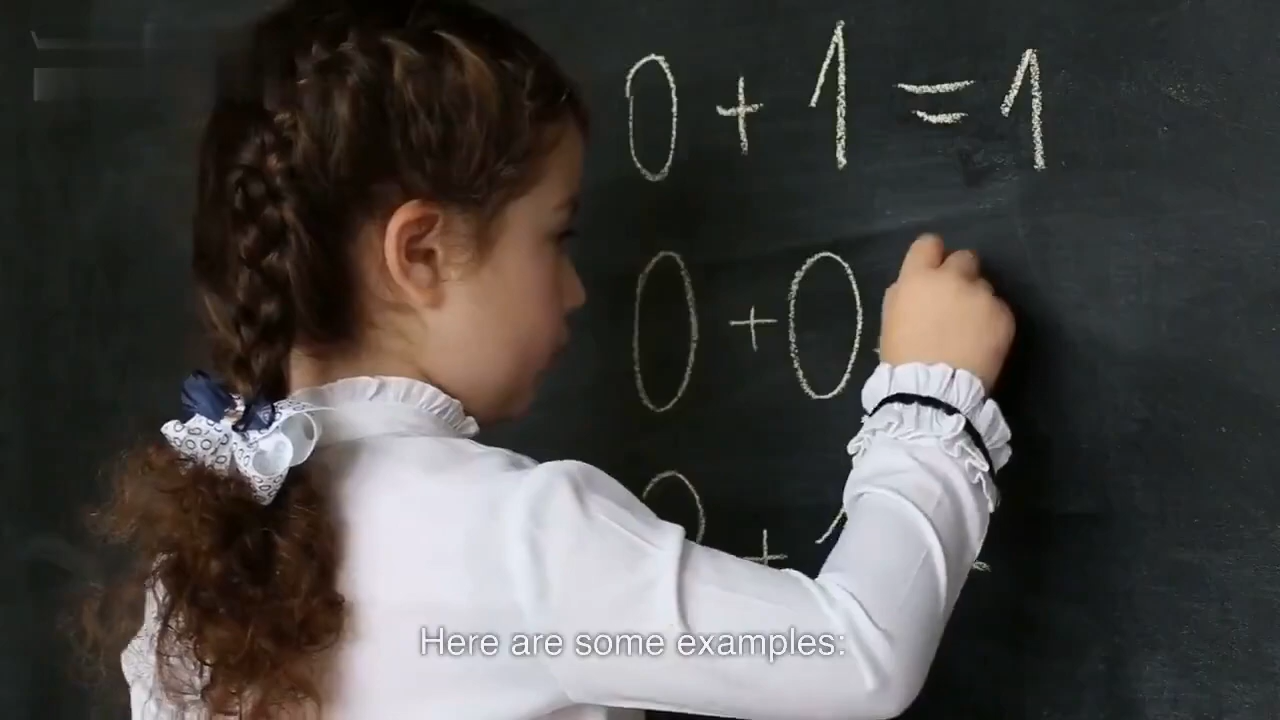 0 + 1 = 1
0 + 0
+
Here are some examples: